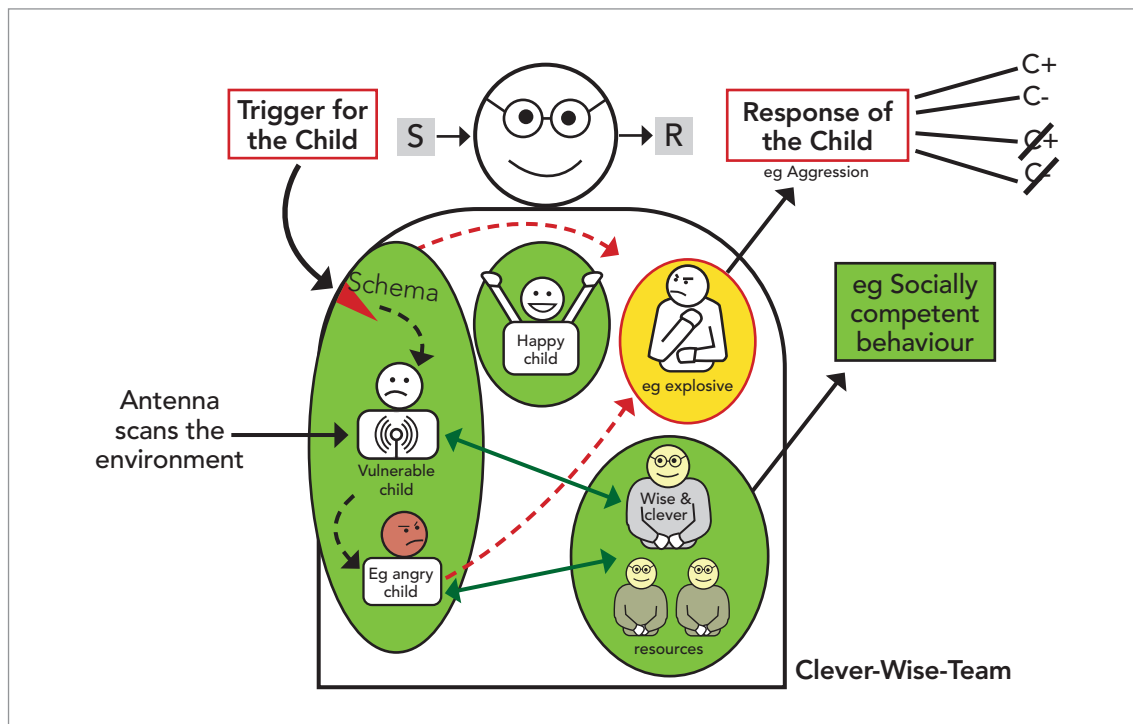 Trigger for
the Child
S
R
Response of
the Child
eg Aggression
C+
C-
C+
C-
Schema
Happy
child
eg explosive
eg Socially
competent
behaviour
Antenna
scans the
environment
Vulnerable
child
Wise &
clever
Eg angry
child
resources
Clever-Wise-Team